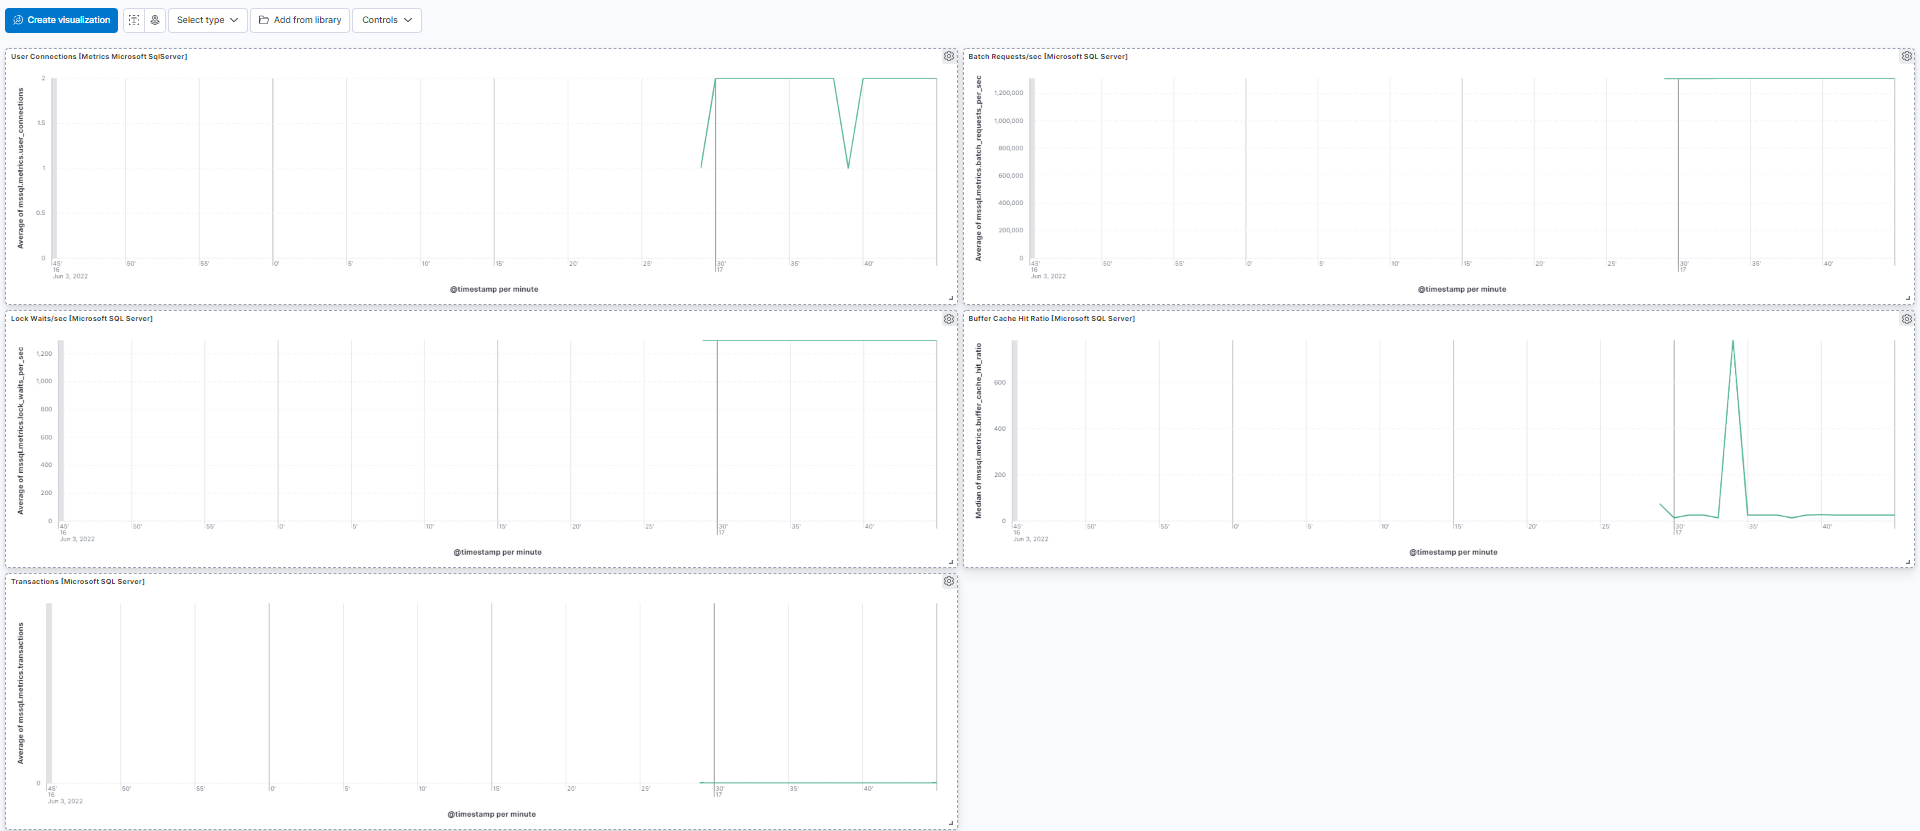 Create visualization
Select type
Add from library
Controls
User Connections [Metrics Microsoft SqlServer]
Average of mssql.metrics.user_connections
2
1.5
1
0.5
0
45' 50' 55' 0' 5' 10' 15' 20' 25' 30' 35' 40'
16 17
Jun 3, 2022
@timestamp per minute
Batch Requests/sec [Microsoft SQL Server]
Average of mssql.metrics.batch_requests_per_sec
1,200,000
1,000,000
800,000
600,000
400,000
200,000
0
45' 50' 55' 0' 5' 10' 15' 20' 25' 30' 35' 40'
16 17
Jun 3, 2022
@timestamp per minute
Lock Waits/sec [Microsoft SQL Server]
Average of mssql.metrics.lock_waits_per_sec
1,200
1,000
800
600
400
200
0
45' 50' 55' 0' 5' 10' 15' 20' 25' 30' 35' 40'
16 17
Jun 3, 2022
@timestamp per minute
Buffer Cache Hit Ratio [Microsoft SQL Server]
Median of mssql.metrics.buffer_cache_hit_ratio
600
400
200
0
45' 50' 55' 0' 5' 10' 15' 20' 25' 30' 35' 40'
16 17
Jun 3, 2022
@timestamp per minute
Transactions [Microsoft SQL Server]
Average of mssql.metrics.transactions
0
45' 50' 55' 0' 5' 10' 15' 20' 25' 30' 35' 40'
16 17
Jun 3, 2022
@timestamp per minute